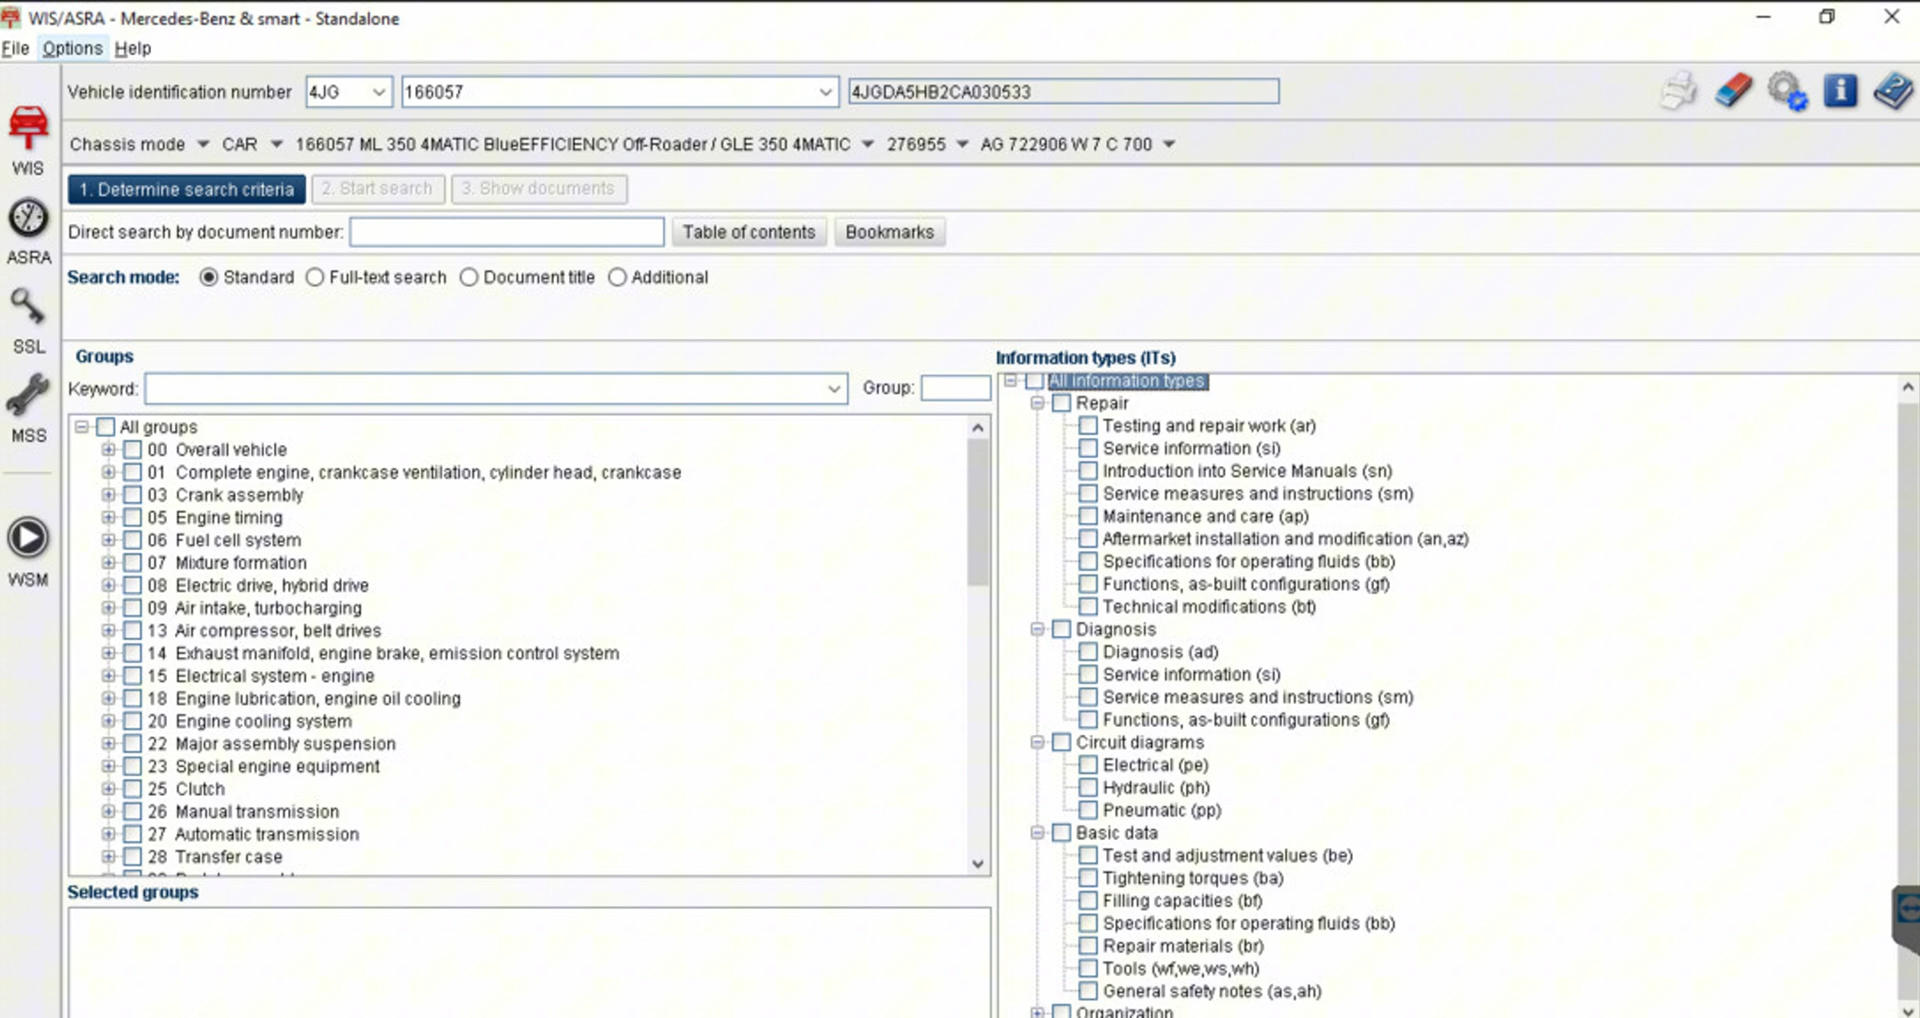 WIS/ASRA - Mercedes-Benz & smart - Standalone
File Options Help
Vehicle identification number 4JG 166057 4JGDA5HB2CA030533
Chassis mode CAR 166057 ML 350 4MATIC BlueEFFICIENCY Off-Roader / GLE 350 4MATIC 276955 AG 722906 W 7 C 700
1. Determine search criteria 2. Start search 3. Show documents
Direct search by document number: Table of contents Bookmarks
Search mode: Standard Full-text search Document title Additional
WIS
ASRA
SSL
MSS
WSM
Groups
Keyword: Group:
All groups
00 Overall vehicle
01 Complete engine, crankcase ventilation, cylinder head, crankcase
03 Crank assembly
05 Engine timing
06 Fuel cell system
07 Mixture formation
08 Electric drive, hybrid drive
09 Air intake, turbocharging
13 Air compressor, belt drives
14 Exhaust manifold, engine brake, emission control system
15 Electrical system - engine
18 Engine lubrication, engine oil cooling
20 Engine cooling system
22 Major assembly suspension
23 Special engine equipment
25 Clutch
26 Manual transmission
27 Automatic transmission
28 Transfer case
Selected groups
Information types (ITs)
All information types
Repair
Testing and repair work (ar)
Service information (si)
Introduction into Service Manuals (sn)
Service measures and instructions (sm)
Maintenance and care (ap)
Aftermarket installation and modification (an,az)
Specifications for operating fluids (bb)
Functions, as-built configurations (gf)
Technical modifications (bt)
Diagnosis
Diagnosis (ad)
Service information (si)
Service measures and instructions (sm)
Functions, as-built configurations (gf)
Circuit diagrams
Electrical (pe)
Hydraulic (ph)
Pneumatic (pp)
Basic data
Test and adjustment values (be)
Tightening torques (ba)
Filling capacities (bf)
Specifications for operating fluids (bb)
Repair materials (br)
Tools (wf,we,ws,wh)
General safety notes (as,ah)
Organization